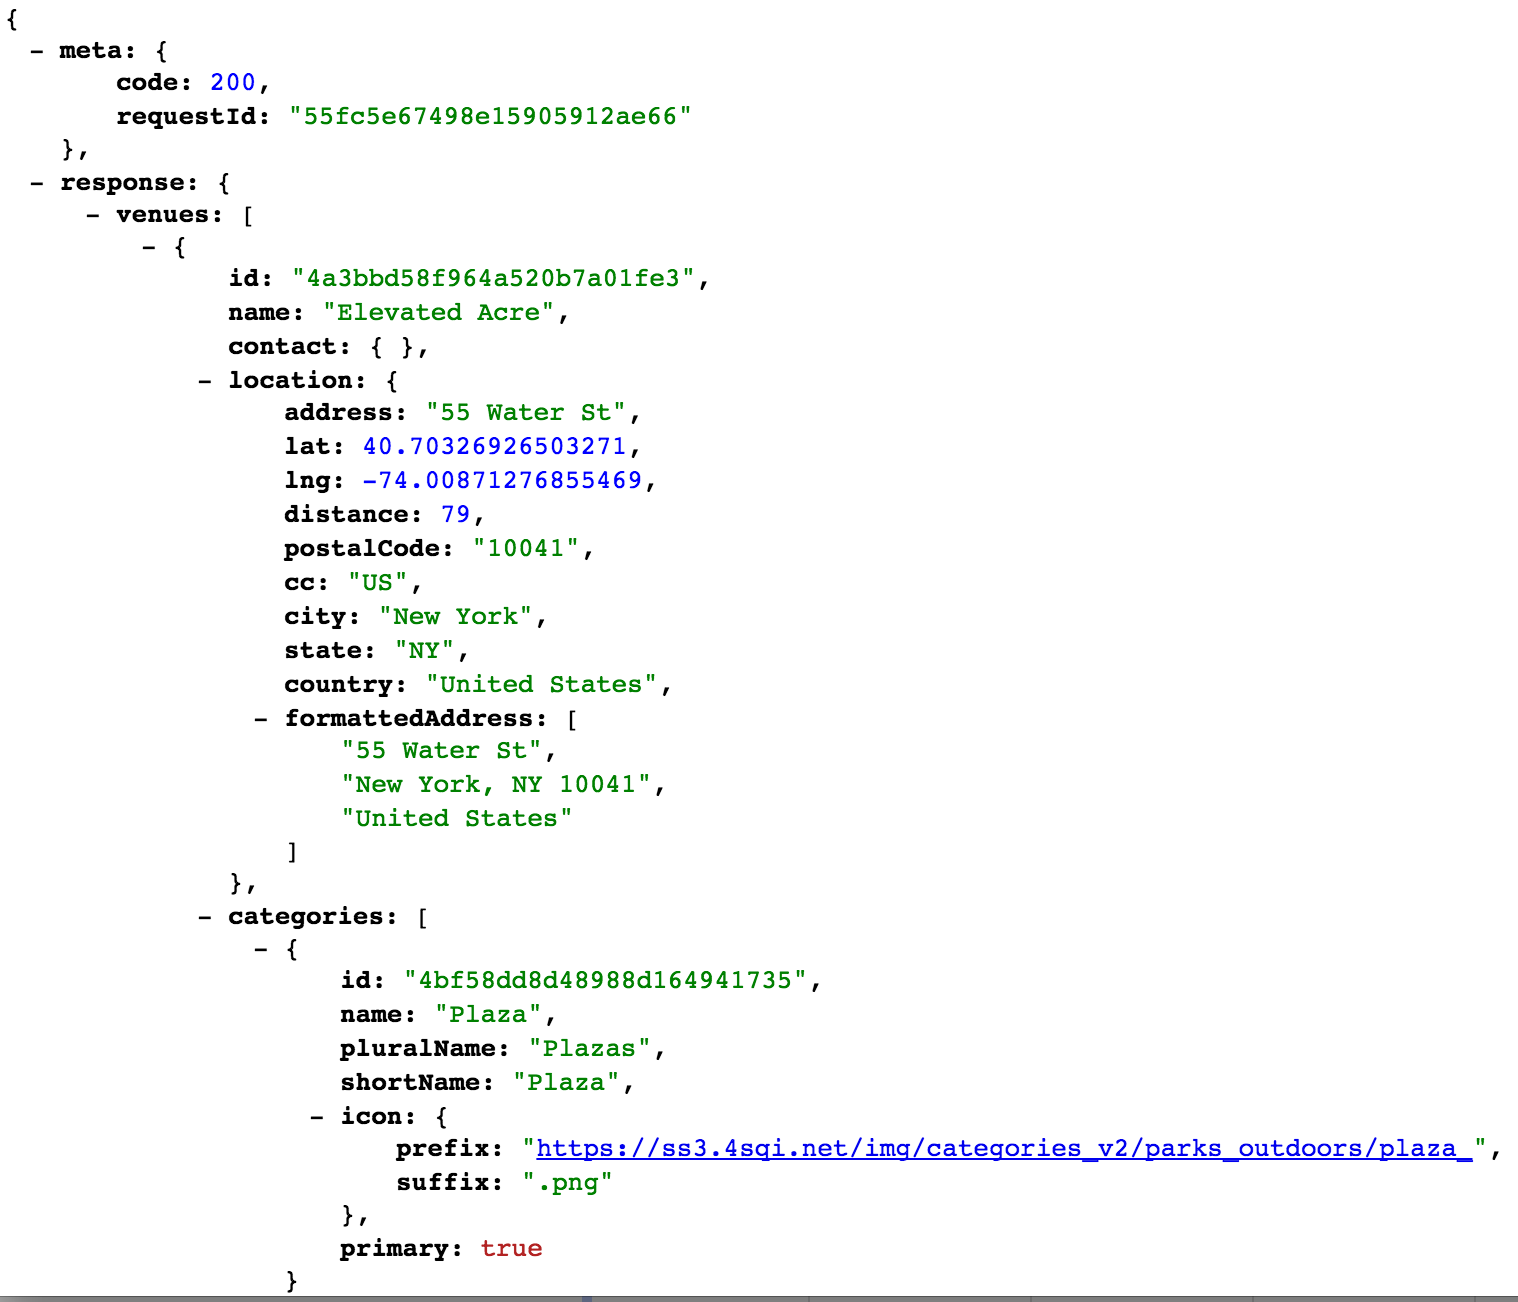 {
- meta: {
code: 200,
requestId: "55fc5e67498e15905912ae66"
},
- response: {
- venues: [
- {
id: "4a3bbd58f964a520b7a01fe3",
name: "Elevated Acre",
contact: { },
- location: {
address: "55 Water St",
lat: 40.70326926503271,
lng: -74.00871276855469,
distance: 79,
postalCode: "10041",
cc: "US",
city: "New York",
state: "NY",
country: "United States",
- formattedAddress: [
"55 Water St",
"New York, NY 10041",
"United States"
]
},
- categories: [
- {
id: "4bf58dd8d48988d164941735",
name: "Plaza",
pluralName: "Plazas",
shortName: "Plaza",
- icon: {
prefix: "https://ss3.4sqi.net/img/categories_v2/parks_outdoors/plaza_",
suffix: ".png"
},
primary: true
}